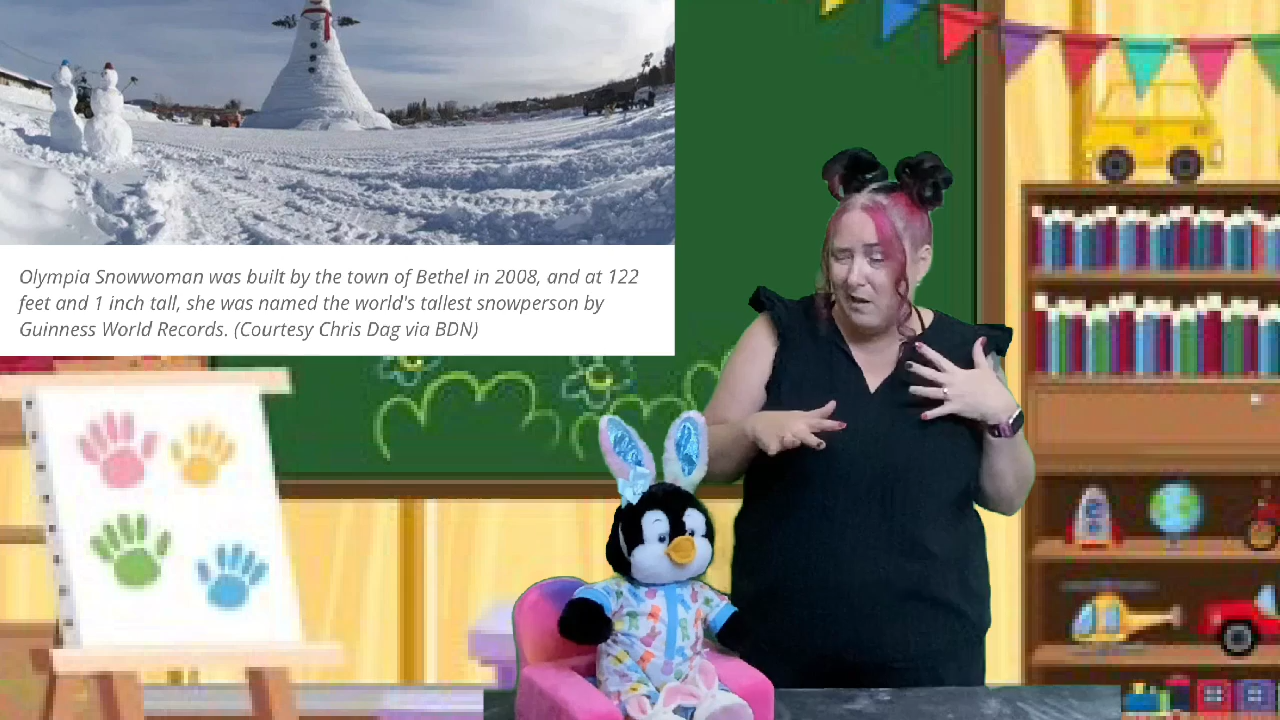 Olympia Snowwoman was built by the town of Bethel in 2008, and at 122
feet and 1 inch tall, she was named the world's tallest snowperson by
Guinness World Records. (Courtesy Chris Dag via BDN)